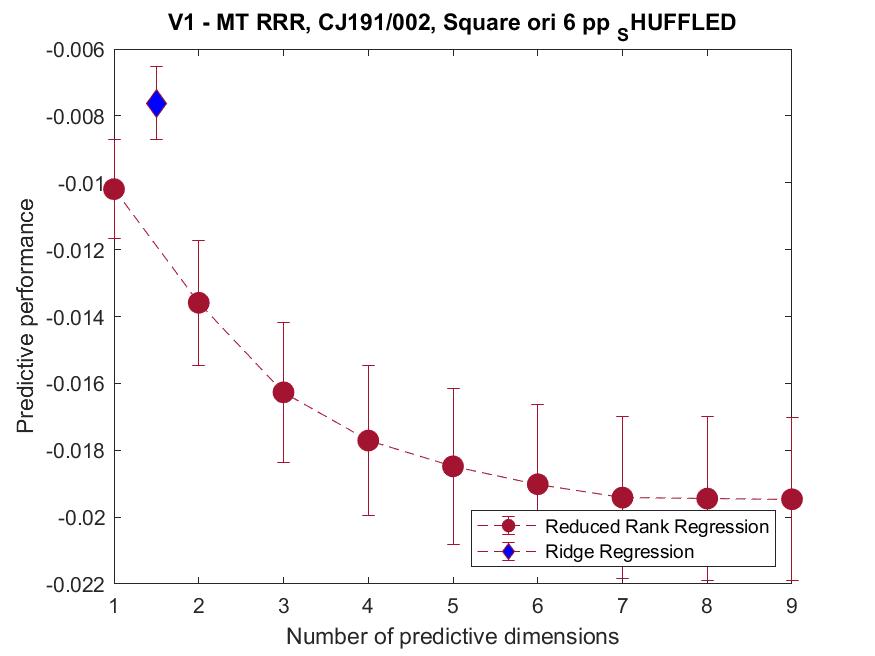 V1 - MT RRR, CJ191/002, Square ori 6 pp SHUFFLED
-0.006
-0.008
-0.01
-0.012
-0.014
-0.016
-0.018
-0.02
-0.022
Predictive performance
Reduced Rank Regression
Ridge Regression
1 2 3 4 5 6 7 8 9
Number of predictive dimensions